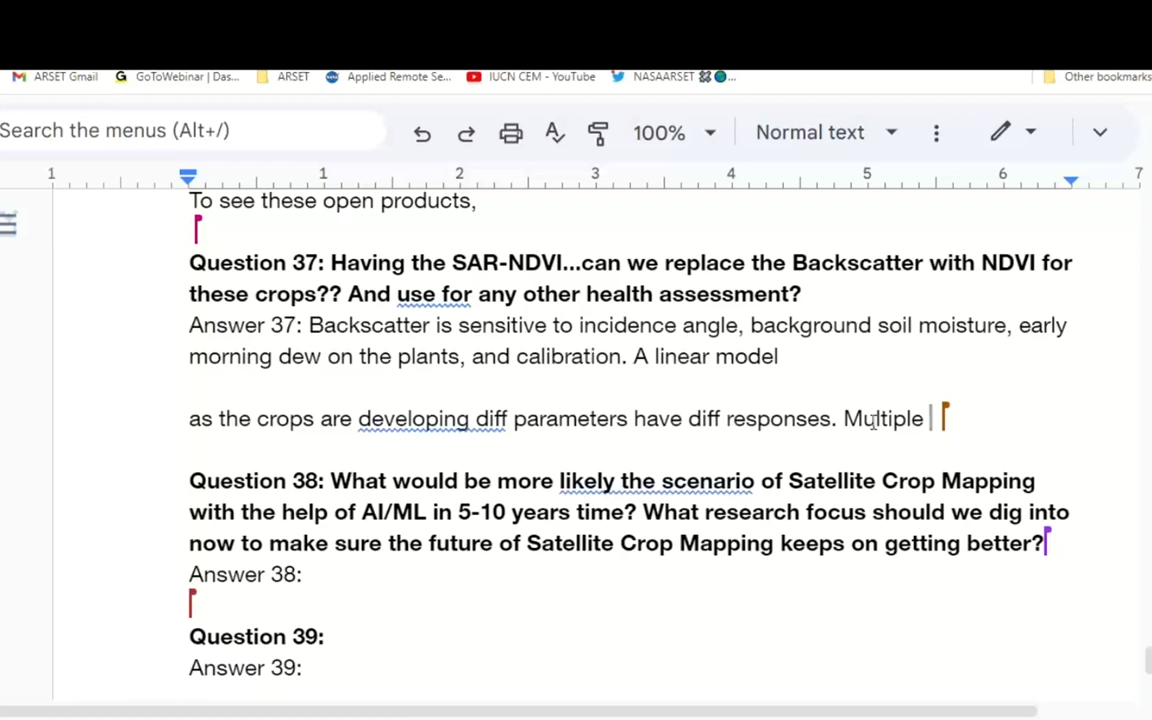 ARSET Gmail GoToWebinar | Das... ARSET Applied Remote Se... IUCN CEM - YouTube NASAARSET 🛰🌎... Other bookmarks
Search the menus (Alt+/) 100% Normal text
1 1 2 3 4 5 6 7
To see these open products,
Question 37: Having the SAR-NDVI...can we replace the Backscatter with NDVI for
these crops?? And use for any other health assessment?
Answer 37: Backscatter is sensitive to incidence angle, background soil moisture, early
morning dew on the plants, and calibration. A linear model
as the crops are developing diff parameters have diff responses. Multiple
Question 38: What would be more likely the scenario of Satellite Crop Mapping
with the help of AI/ML in 5-10 years time? What research focus should we dig into
now to make sure the future of Satellite Crop Mapping keeps on getting better?
Answer 38:
Question 39:
Answer 39: